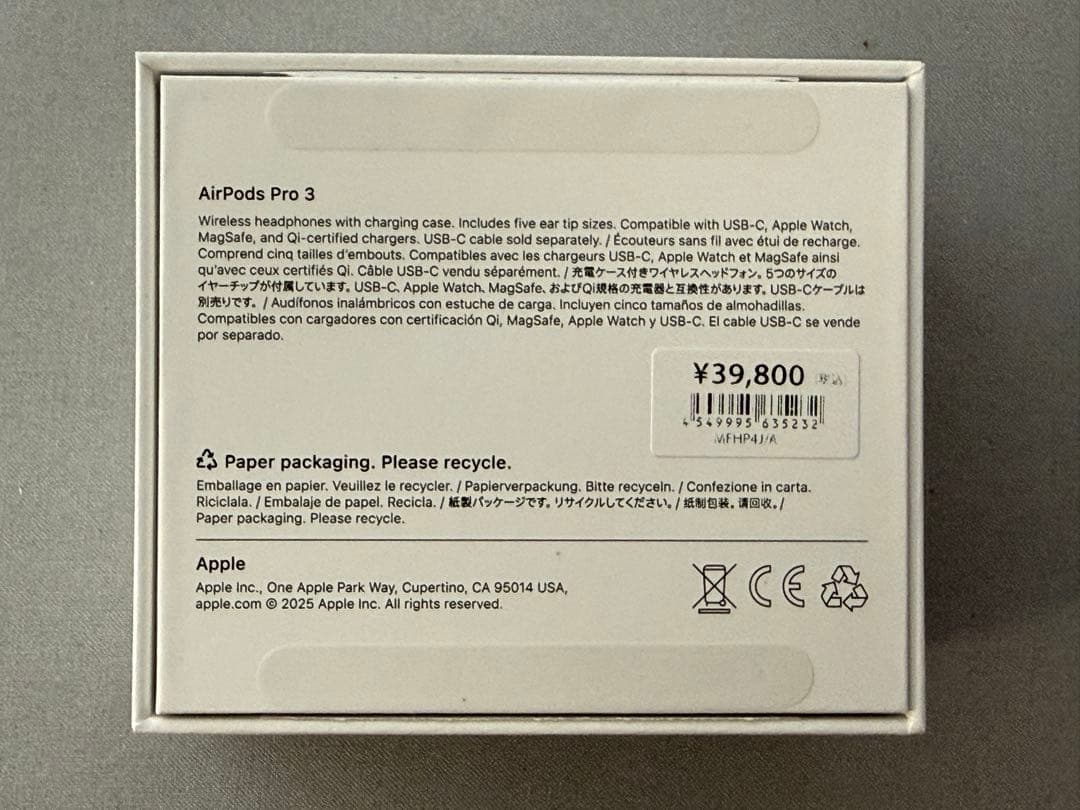 AirPods Pro 3
Wireless headphones with charging case. Includes five ear tip sizes. Compatible with USB-C, Apple Watch,
MagSafe, and Qi-certified chargers. USB-C cable sold separately. / Écouteurs sans fil avec étui de recharge.
Comprend cinq tailles d'embouts. Compatibles avec les chargeurs USB-C, Apple Watch et MagSafe ainsi
qu'avec ceux certifiés Qi. Câble USB-C vendu séparément. / 充電ケース付きワイヤレスヘッドフォン。5つのサイズの
イヤーチップが付属しています。USB-C、Apple Watch、MagSafe、およびQi規格の充電器と互換性があります。USB-Cケーブルは
別売りです。 / Audífonos inalámbricos con estuche de carga. Incluyen cinco tamaños de almohadillas.
Compatibles con cargadores con certificación Qi, MagSafe, Apple Watch y USB-C. El cable USB-C se vende
por separado.
¥39,800 税込
4 549995 635232
MFHP4J/A
Paper packaging. Please recycle.
Emballage en papier. Veuillez le recycler. / Papierverpackung. Bitte recyceln. / Confezione in carta.
Riciclala. / Embalaje de papel. Recicla. / 紙製パッケージです。リサイクルしてください。/ 纸制包装。请回收。/
Paper packaging. Please recycle.
Apple
Apple Inc., One Apple Park Way, Cupertino, CA 95014 USA,
apple.com © 2025 Apple Inc. All rights reserved.
CE